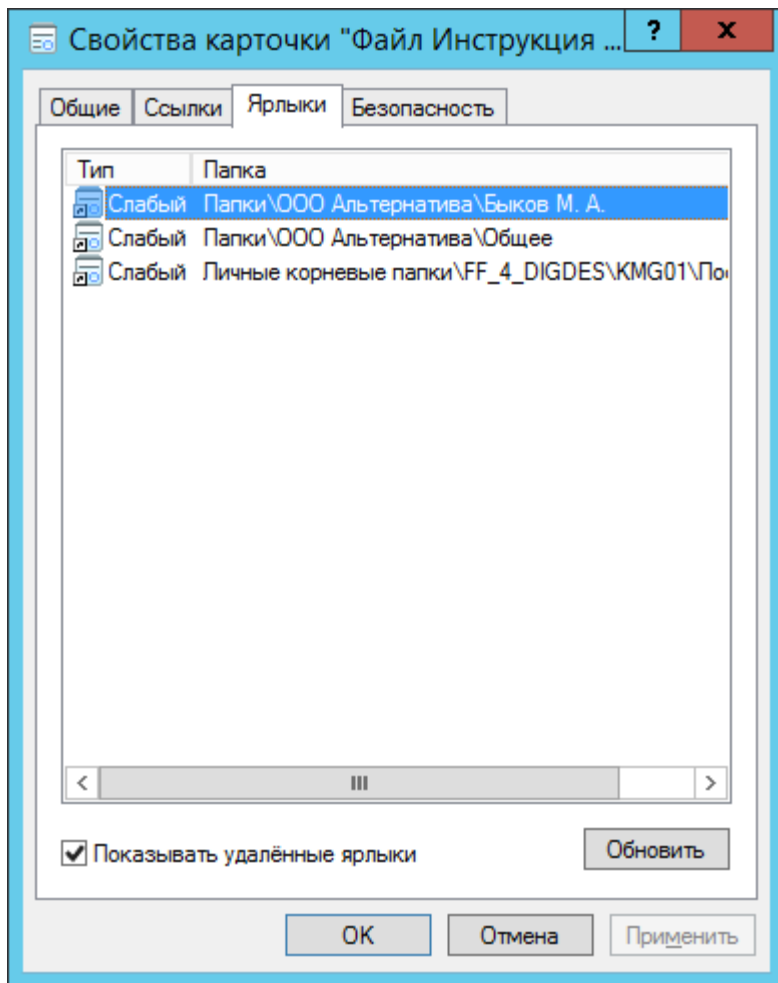 Свойства карточки "Файл Инструкция ... ? x
Общие Ссылки Ярлыки Безопасность
Тип Папка
Слабый Папки\ООО Альтернатива\Быков М. А.
Слабый Папки\ООО Альтернатива\Общее
Слабый Личные корневые папки\FF_4_DIGDES\KMG01\
Показывать удалённые ярлыки Обновить
OK Отмена Применить